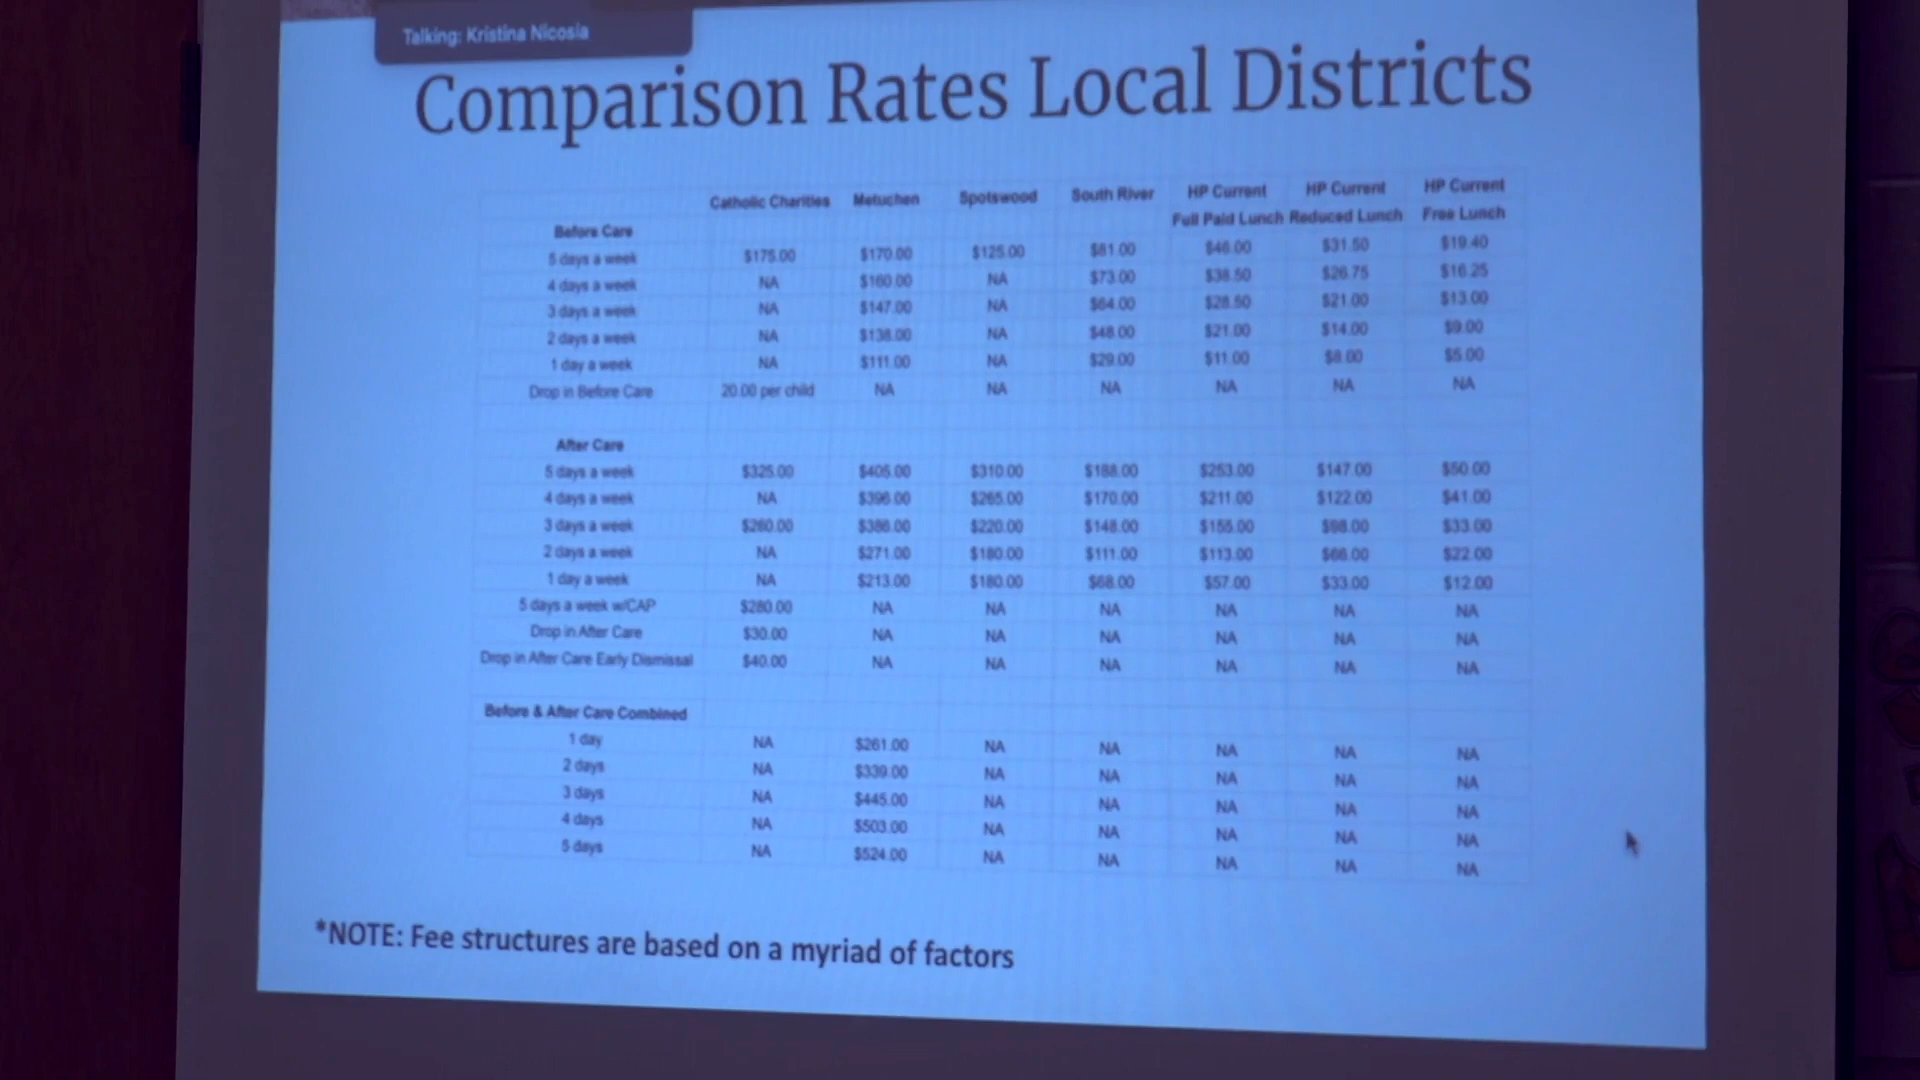 Talking: Kristina Nicosia
Comparison Rates Local Districts
Catholic Charities Metuchen Spotswood South River HP Current HP Current HP Current
Full Paid Lunch Reduced Lunch Free Lunch
Before Care
5 days a week $175.00 $170.00 $125.00 $81.00 $46.00 $31.50 $19.40
4 days a week NA $160.00 NA $73.00 $38.50 $26.75 $16.25
3 days a week NA $147.00 NA $64.00 $28.50 $21.00 $13.00
2 days a week NA $138.00 NA $48.00 $21.00 $14.00 $9.00
1 day a week NA $111.00 NA $29.00 $11.00 $8.00 $5.00
Drop in Before Care 20.00 per child NA NA NA NA NA NA
After Care
5 days a week $325.00 $405.00 $310.00 $188.00 $253.00 $147.00 $50.00
4 days a week NA $396.00 $265.00 $170.00 $211.00 $122.00 $41.00
3 days a week $260.00 $386.00 $220.00 $148.00 $155.00 $98.00 $33.00
2 days a week NA $271.00 $180.00 $111.00 $113.00 $66.00 $22.00
1 day a week NA $213.00 $180.00 $68.00 $57.00 $33.00 $12.00
5 days a week w/CAP $280.00 NA NA NA NA NA NA
Drop in After Care $30.00 NA NA NA NA NA NA
Drop in After Care Early Dismissal $40.00 NA NA NA NA NA NA
Before & After Care Combined
1 day NA $261.00 NA NA NA NA NA
2 days NA $339.00 NA NA NA NA NA
3 days NA $445.00 NA NA NA NA NA
4 days NA $503.00 NA NA NA NA NA
5 days NA $524.00 NA NA NA NA NA
*NOTE: Fee structures are based on a myriad of factors